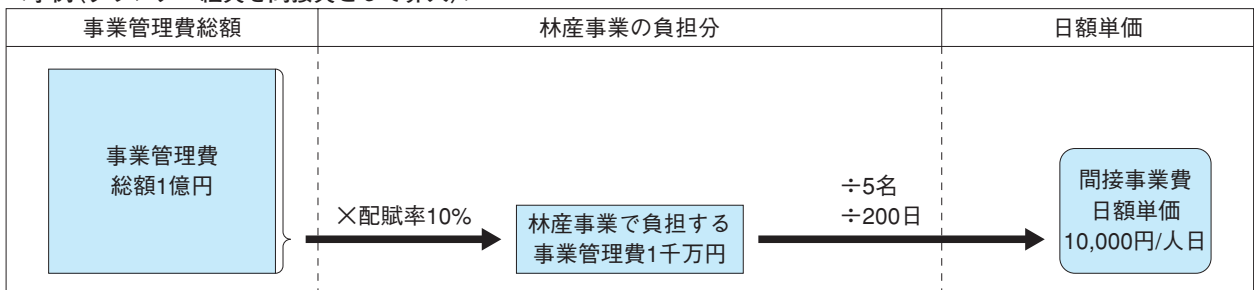 事業管理費総額
林産事業の負担分
日額単価
事業管理費
総額1億円
×配賦率10%
林産事業で負担する
事業管理費1千万円
÷5名
÷200日
間接事業費
日額単価
10,000円/人日